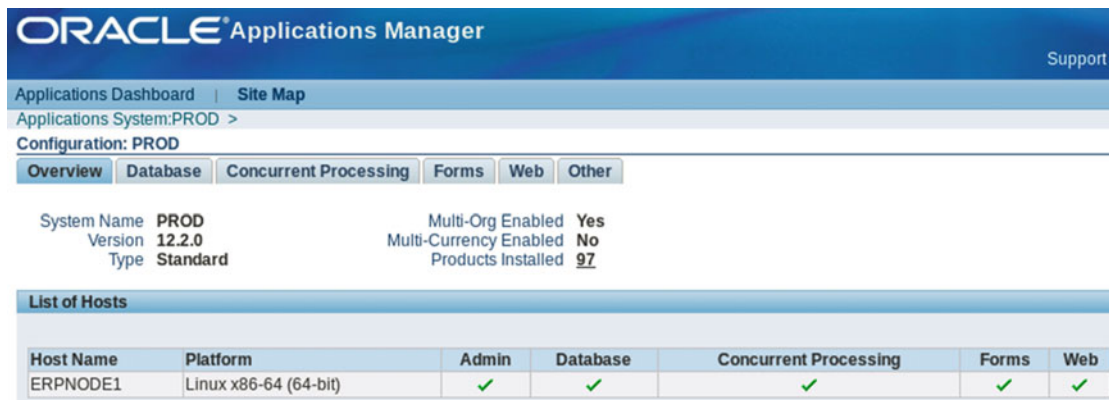 ORACLE Applications Manager
Support
Applications Dashboard | Site Map
Applications System:PROD >
Configuration: PROD
Overview Database Concurrent Processing Forms Web Other
System Name PROD Multi-Org Enabled Yes
Version 12.2.0 Multi-Currency Enabled No
Type Standard Products Installed 97
List of Hosts
Host Name Platform Admin Database Concurrent Processing Forms Web
ERPNODE1 Linux x86-64 (64-bit)